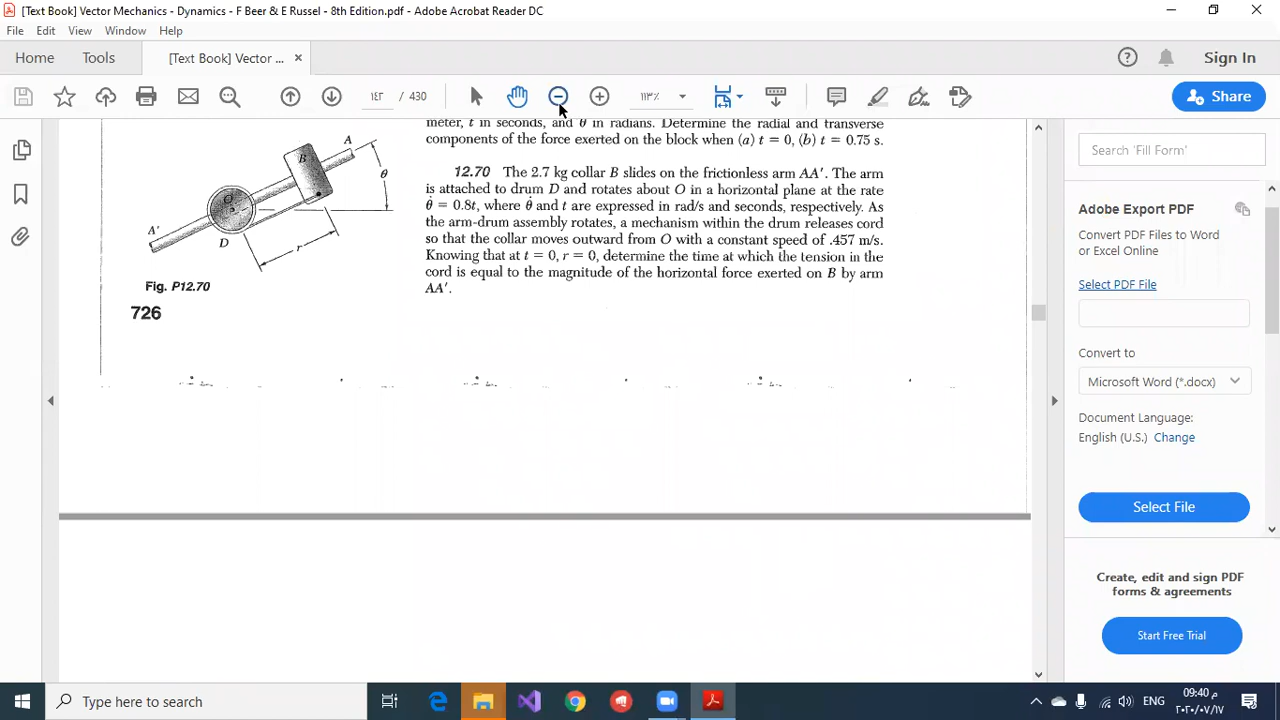 [Text Book] Vector Mechanics - Dynamics - F Beer & E Russel - 8th Edition.pdf - Adobe Acrobat Reader DC
File Edit View Window Help
Home Tools [Text Book] Vector ... Sign In
١٤٢ / 430 ١١٣٪ Share
meter, t in seconds, and θ in radians. Determine the radial and transverse
components of the force exerted on the block when (a) t = 0, (b) t = 0.75 s.
12.70 The 2.7 kg collar B slides on the frictionless arm AA′. The arm
is attached to drum D and rotates about O in a horizontal plane at the rate
θ̇ = 0.8t, where θ̇ and t are expressed in rad/s and seconds, respectively. As
the arm-drum assembly rotates, a mechanism within the drum releases cord
so that the collar moves outward from O with a constant speed of .457 m/s.
Knowing that at t = 0, r = 0, determine the time at which the tension in the
cord is equal to the magnitude of the horizontal force exerted on B by arm
AA′.
A
B
θ
O
A′
D
r
Fig. P12.70
726
Search 'Fill Form'
Adobe Export PDF
Convert PDF Files to Word
or Excel Online
Select PDF File
Convert to
Microsoft Word (*.docx)
Document Language:
English (U.S.) Change
Select File
Create, edit and sign PDF
forms & agreements
Start Free Trial
Type here to search
ENG
09:40 م
٢٠٢٠/٠٧/١٧